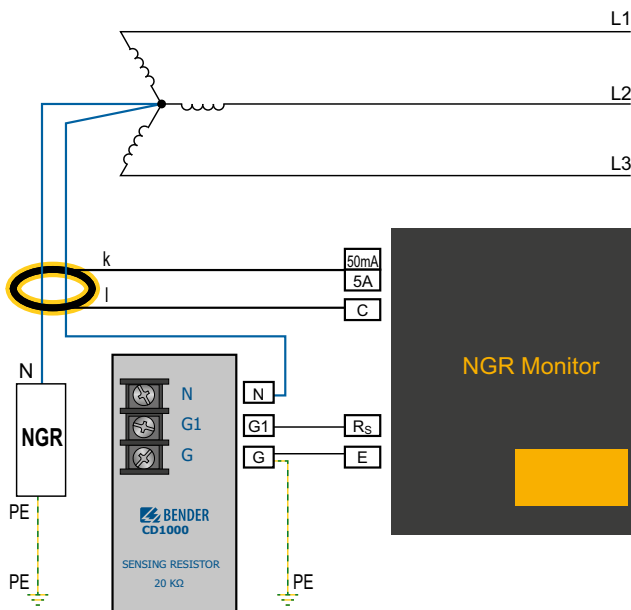 L1
L2
L3
k
50mA
5A
l
C
NGR Monitor
N
NGR
PE
PE
N
G1
G
BENDER
CD1000
SENSING RESISTOR
20 KΩ
N
G1
G
RS
E
PE